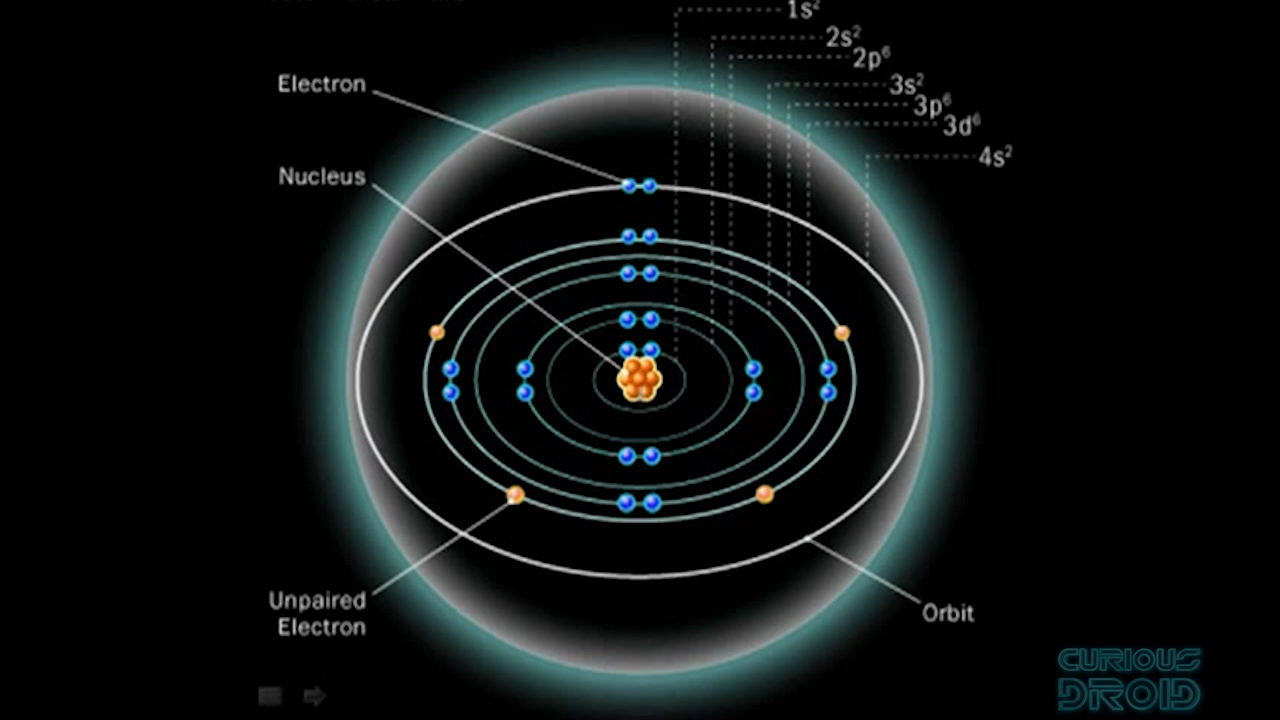 1s²
2s²
2p⁶
3s²
3p⁶
3d⁶
4s²
Electron
Nucleus
Unpaired
Electron
Orbit
CURIOUS
DROID